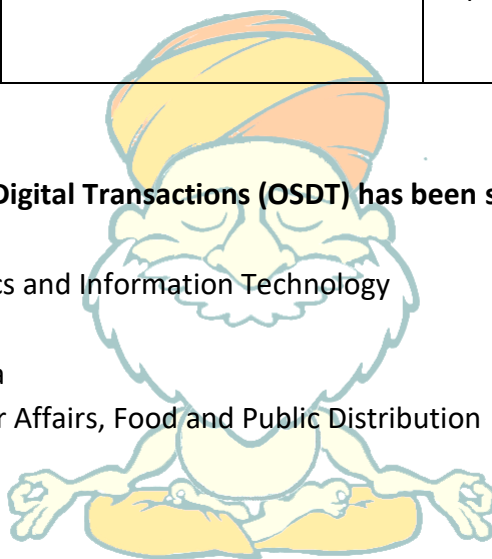 Digital Transactions (OSDT) has been s
cs and Information Technology
a
r Affairs, Food and Public Distribution